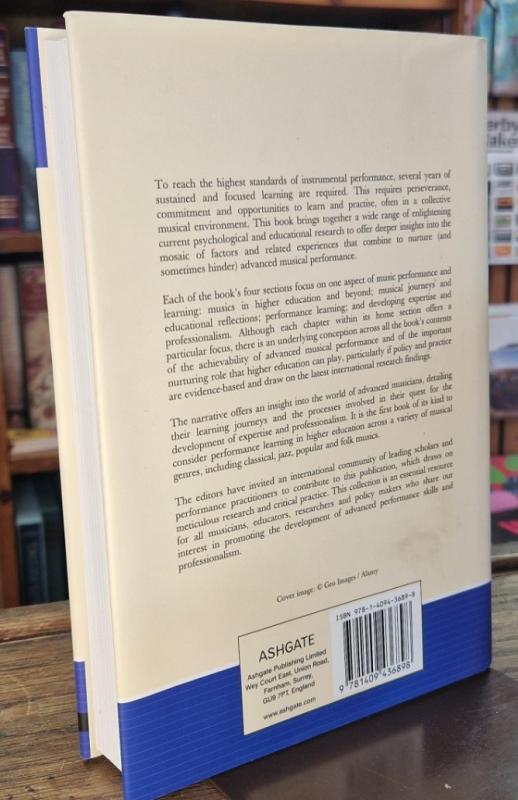 To reach the highest standards of instrumental performance, several years of
sustained and focused learning are required. This requires perseverance,
commitment and opportunities to learn and practise, often in a collective
musical environment. This book brings together a wide range of enlightening
current psychological and educational research to offer deeper insights into the
mosaic of factors and related experiences that combine to nurture (and
sometimes hinder) advanced musical performance.
Each of the book's four sections focus on one aspect of music performance and
learning: musics in higher education and beyond; musical journeys and
educational reflections; performance learning; and developing expertise and
professionalism. Although each chapter within its home section offers a
particular focus, there is an underlying conception across all the book's contents
of the achievability of advanced musical performance and of the important
nurturing role that higher education can play, particularly if policy and practice
are evidence-based and draw on the latest international research findings.
The narrative offers an insight into the world of advanced musicians, detailing
their learning journeys and the processes involved in their quest for the
development of expertise and professionalism. It is the first book of its kind to
consider performance learning in higher education across a variety of musical
genres, including classical, jazz, popular and folk musics.
The editors have invited an international community of leading scholars and
performance practitioners to contribute to this publication, which draws on
meticulous research and critical practice. This collection is an essential resource
for all musicians, educators, researchers and policy makers who share our
interest in promoting the development of advanced performance skills and
professionalism.
Cover image: © Geo Images / Alamy
ASHGATE
Ashgate Publishing Limited
Wey Court East, Union Road,
Farnham, Surrey,
GU9 7PT, England
www.ashgate.com
ISBN 978-1-4094-3689-8
9 781409 436898